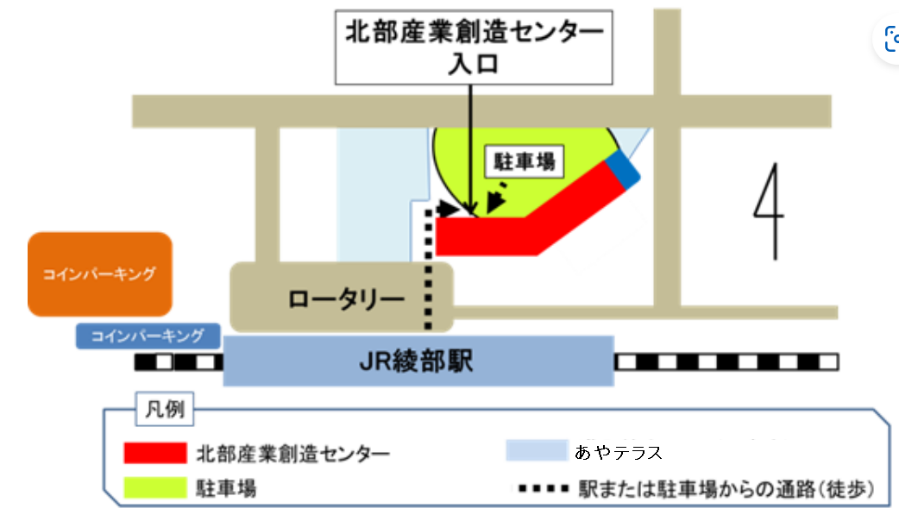 北部産業創造センター
入口
駐車場
コインパーキング
ロータリー
コインパーキング
JR綾部駅
凡例
北部産業創造センター
あやテラス
駐車場
駅または駐車場からの通路(徒歩)